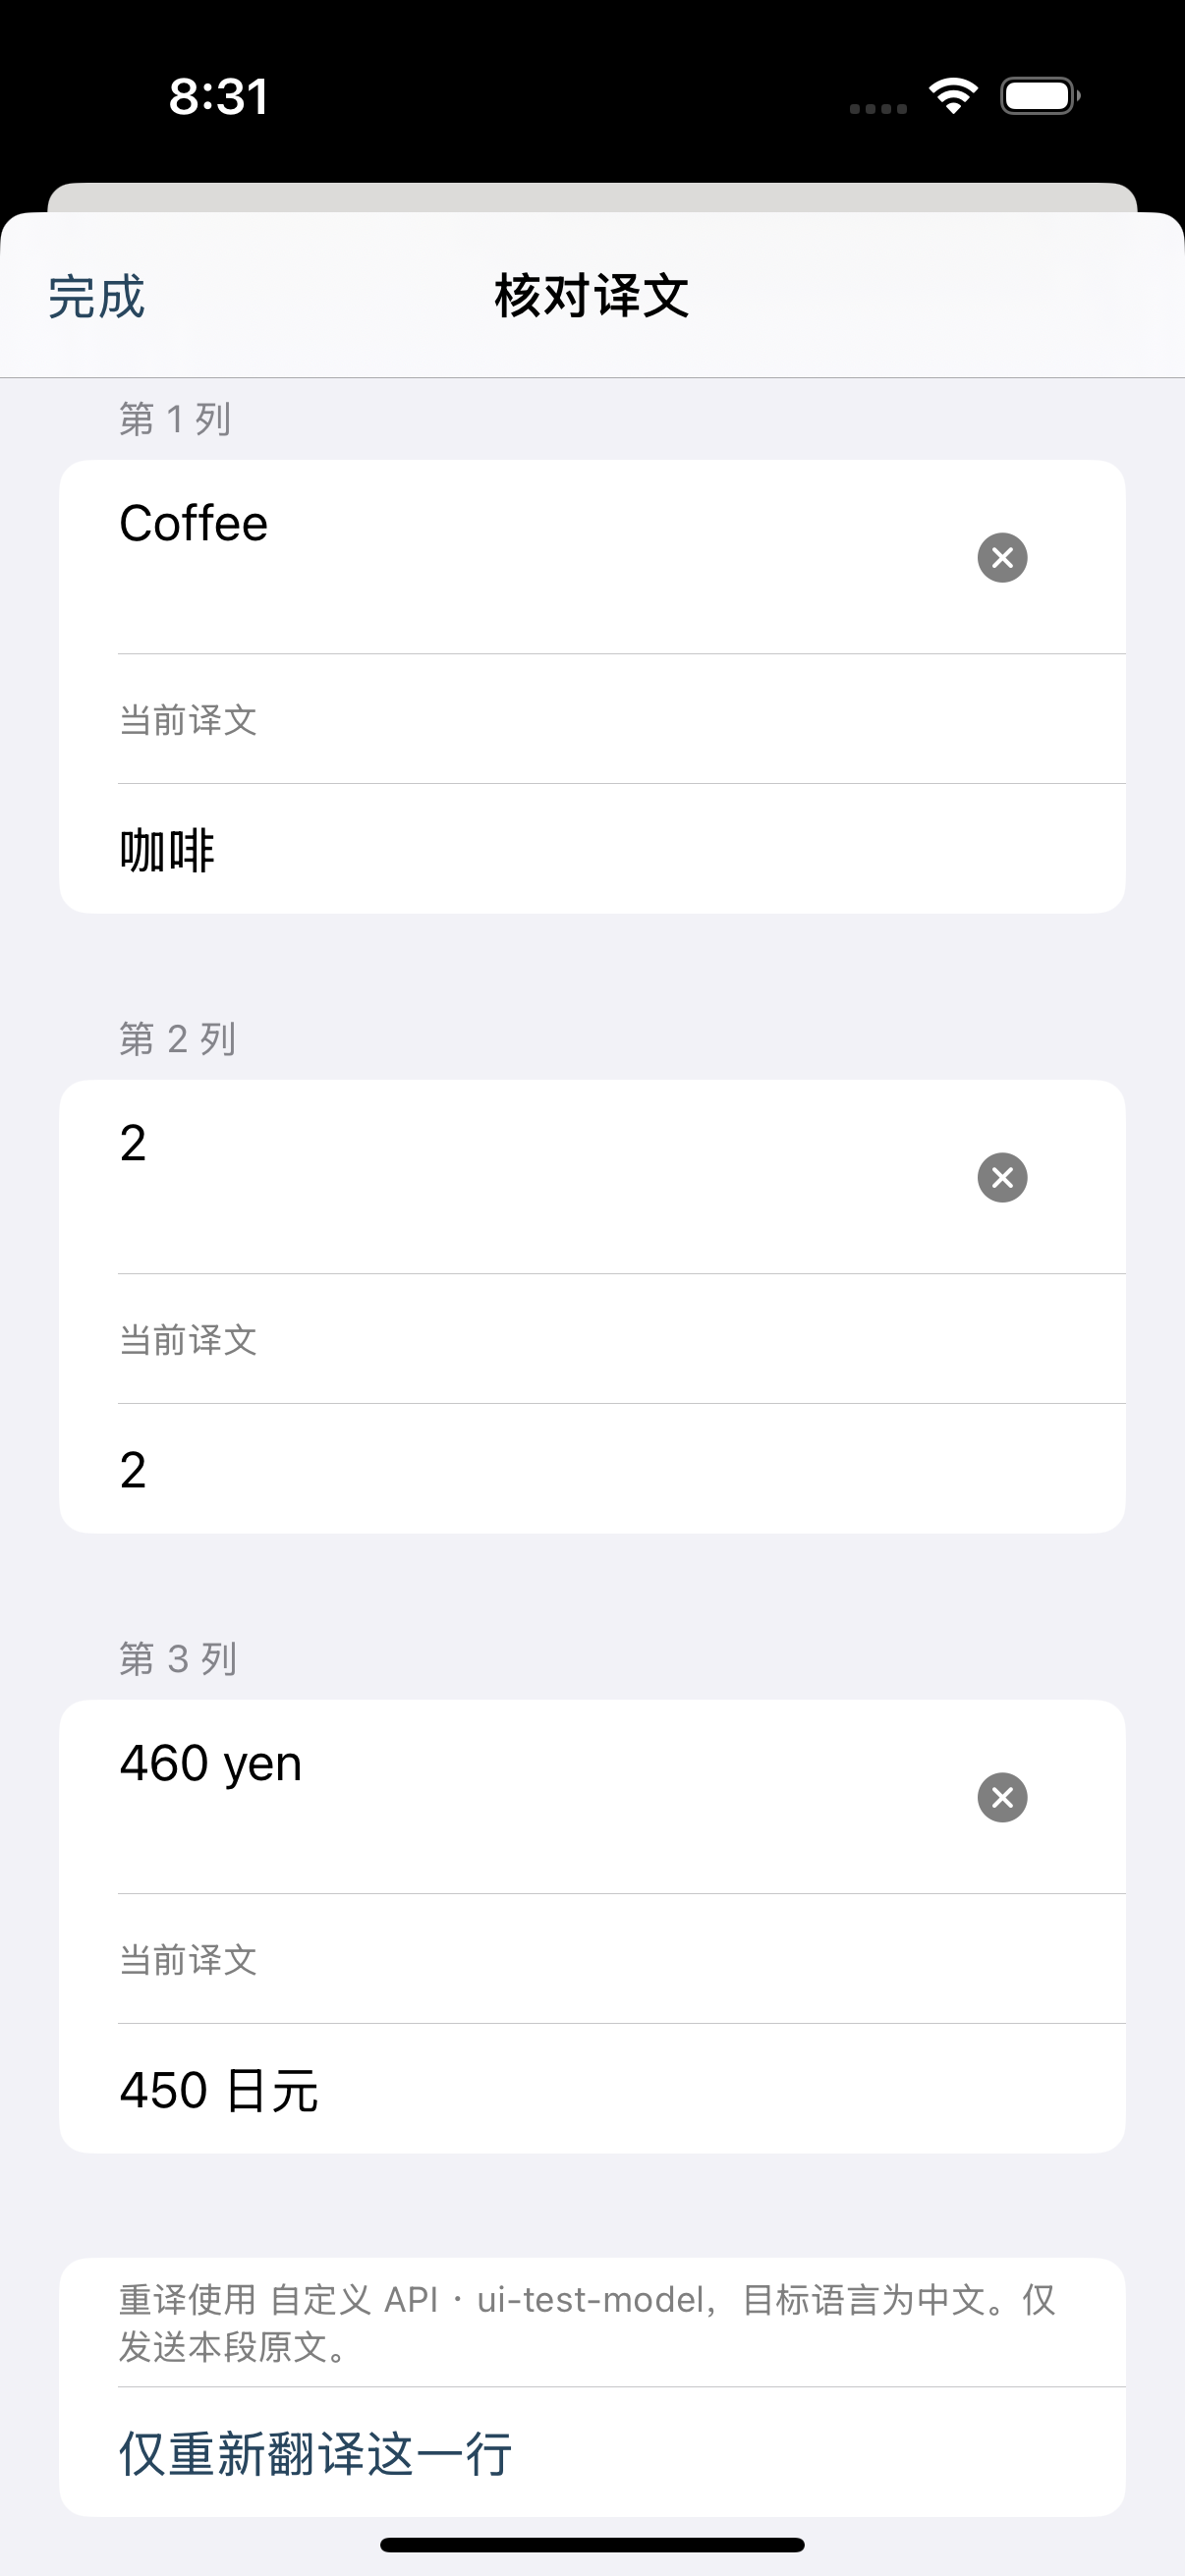 8:31
完成
核对译文
第 1 列
Coffee
当前译文
咖啡
第 2 列
2
当前译文
2
第 3 列
460 yen
当前译文
450 日元
重译使用 自定义 API · ui-test-model，目标语言为中文。仅
发送本段原文。
仅重新翻译这一行